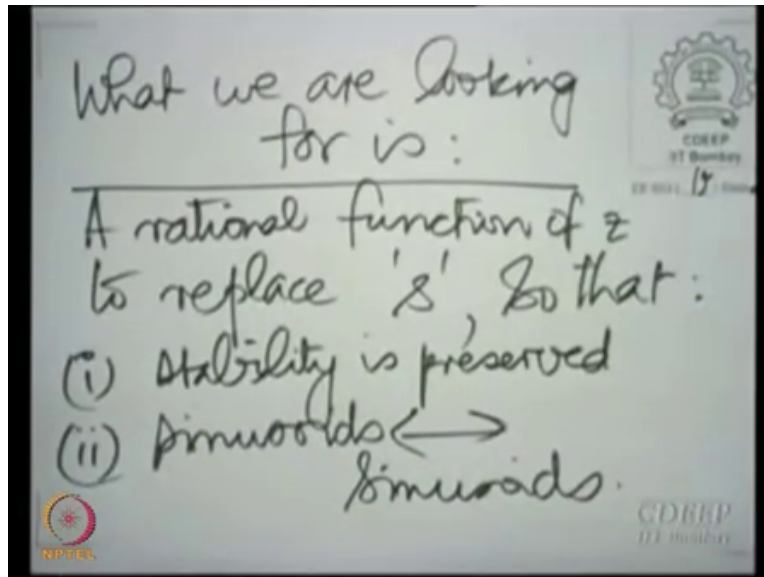 What we are looking
for is:
A rational function of z
to replace 's', so that:
(i) stability is preserved
(ii) sinusoids ⟷
sinusoids.
CDEEP
IIT Bombay
CDEEP
IIT Bombay
NPTEL